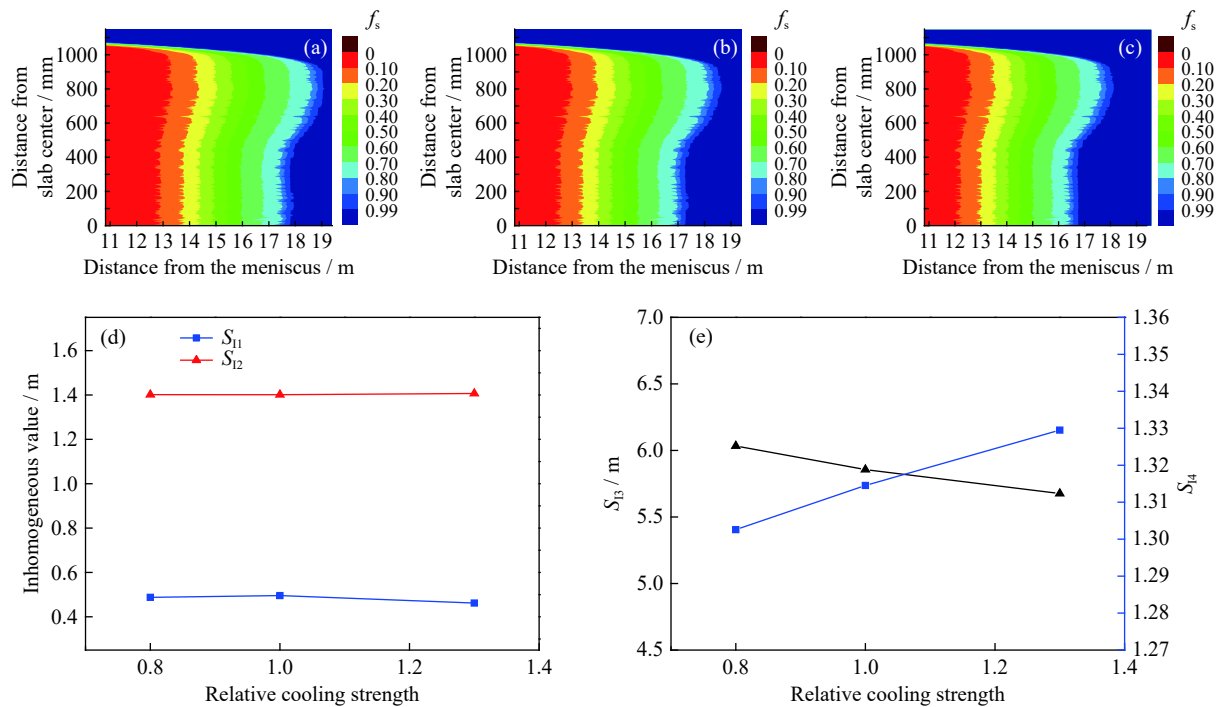 fs
(a)
0
0.10
0.20
0.30
0.40
0.50
0.60
0.70
0.80
0.90
0.99
Distance from
slab center / mm
1000
800
600
400
200
0
11 12 13 14 15 16 17 18 19
Distance from the meniscus / m
fs
(b)
0
0.10
0.20
0.30
0.40
0.50
0.60
0.70
0.80
0.90
0.99
Distance from
slab center / mm
1000
800
600
400
200
0
11 12 13 14 15 16 17 18 19
Distance from the meniscus / m
fs
(c)
0
0.10
0.20
0.30
0.40
0.50
0.60
0.70
0.80
0.90
0.99
Distance from
slab center / mm
1000
800
600
400
200
0
11 12 13 14 15 16 17 18 19
Distance from the meniscus / m
(d)
SI1
SI2
Inhomogeneous value / m
1.6
1.4
1.2
1.0
0.8
0.6
0.4
0.8 1.0 1.2 1.4
Relative cooling strength
(e)
SI3 / m
7.0
6.5
6.0
5.5
5.0
4.5
SI4
1.36
1.35
1.34
1.33
1.32
1.31
1.30
1.29
1.28
1.27
0.8 1.0 1.2 1.4
Relative cooling strength